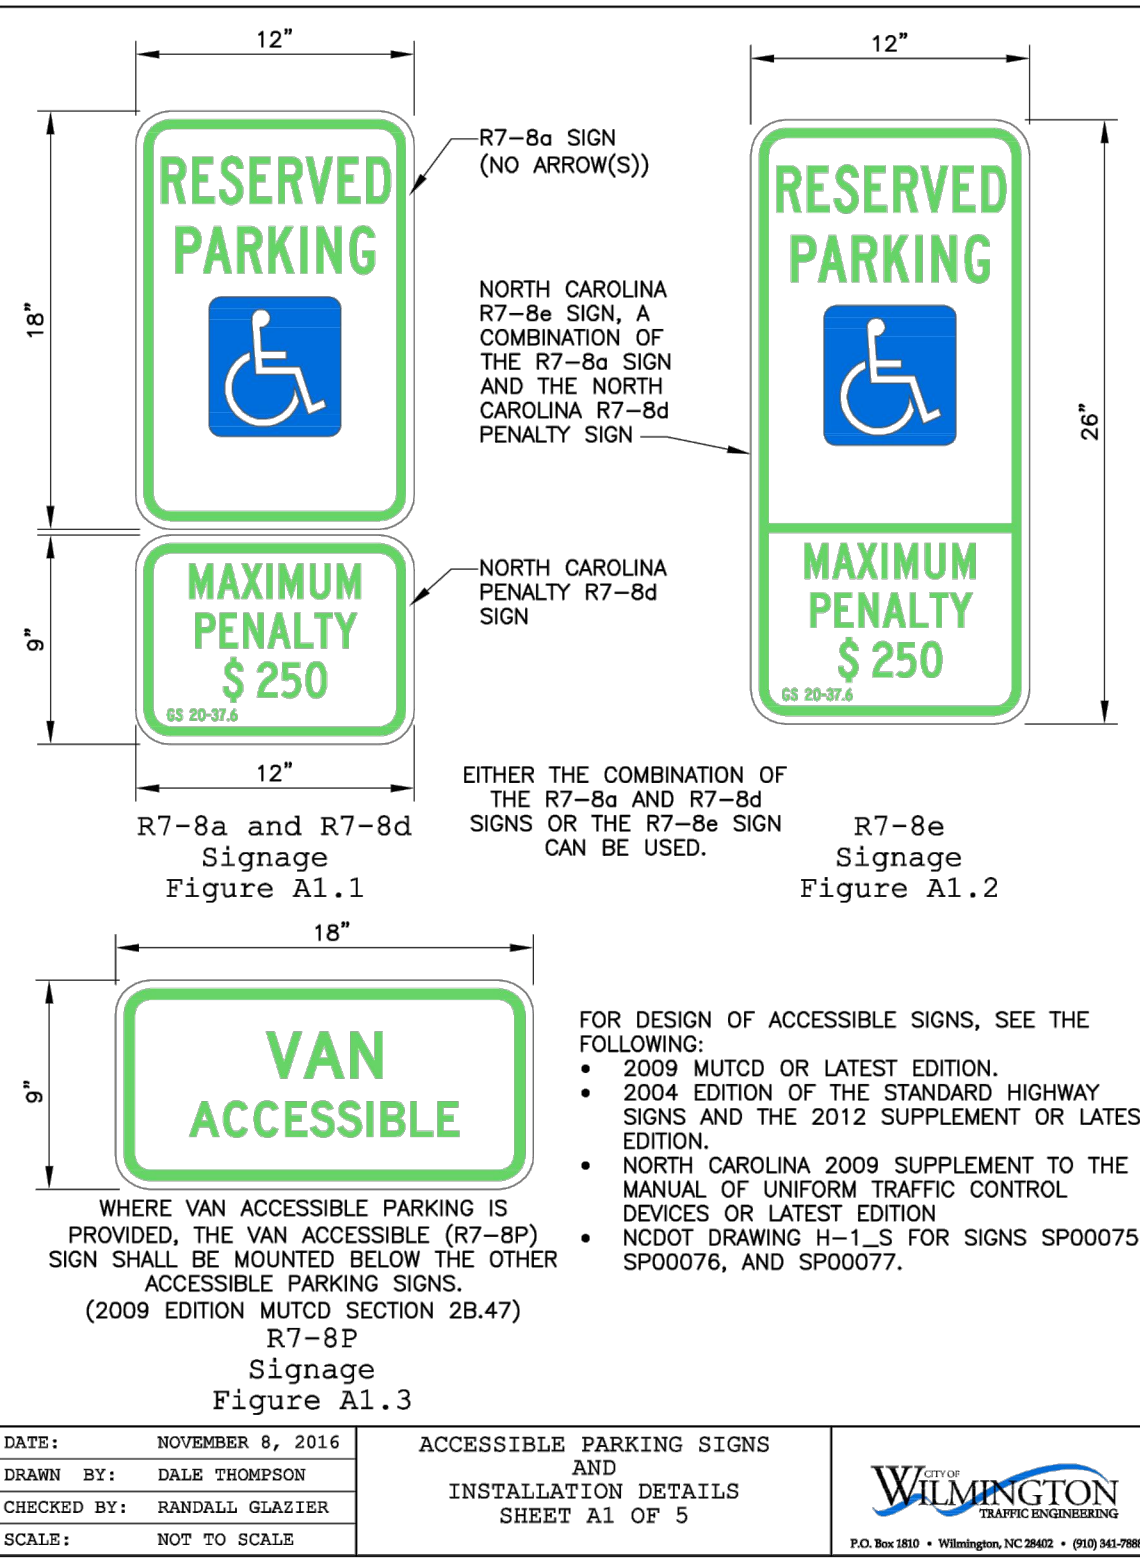 12"
RESERVED
PARKING
18"
R7-8a SIGN
(NO ARROW(S))
NORTH CAROLINA
R7-8e SIGN, A
COMBINATION OF
THE R7-8a SIGN
AND THE NORTH
CAROLINA R7-8d
PENALTY SIGN
MAXIMUM
PENALTY
$ 250
GS 20-37.6
9"
12"
NORTH CAROLINA
PENALTY R7-8d
SIGN
R7-8a and R7-8d
Signage
Figure A1.1
EITHER THE COMBINATION OF
THE R7-8a AND R7-8d
SIGNS OR THE R7-8e SIGN
CAN BE USED.
12"
RESERVED
PARKING
26"
MAXIMUM
PENALTY
$ 250
GS 20-37.6
R7-8e
Signage
Figure A1.2
18"
9"
VAN
ACCESSIBLE
WHERE VAN ACCESSIBLE PARKING IS
PROVIDED, THE VAN ACCESSIBLE (R7-8P)
SIGN SHALL BE MOUNTED BELOW THE OTHER
ACCESSIBLE PARKING SIGNS.
(2009 EDITION MUTCD SECTION 2B.47)
R7-8P
Signage
Figure A1.3
FOR DESIGN OF ACCESSIBLE SIGNS, SEE THE
FOLLOWING:
• 2009 MUTCD OR LATEST EDITION.
• 2004 EDITION OF THE STANDARD HIGHWAY
SIGNS AND THE 2012 SUPPLEMENT OR LATES
EDITION.
• NORTH CAROLINA 2009 SUPPLEMENT TO THE
MANUAL OF UNIFORM TRAFFIC CONTROL
DEVICES OR LATEST EDITION
• NCDOT DRAWING H-1_S FOR SIGNS SP00075
SP00076, AND SP00077.
DATE: NOVEMBER 8, 2016
DRAWN BY: DALE THOMPSON
CHECKED BY: RANDALL GLAZIER
SCALE: NOT TO SCALE
ACCESSIBLE PARKING SIGNS
AND
INSTALLATION DETAILS
SHEET A1 OF 5
CITY OF
WILMINGTON
TRAFFIC ENGINEERING
P.O. Box 1810 • Wilmington, NC 28402 • (910) 341-7888